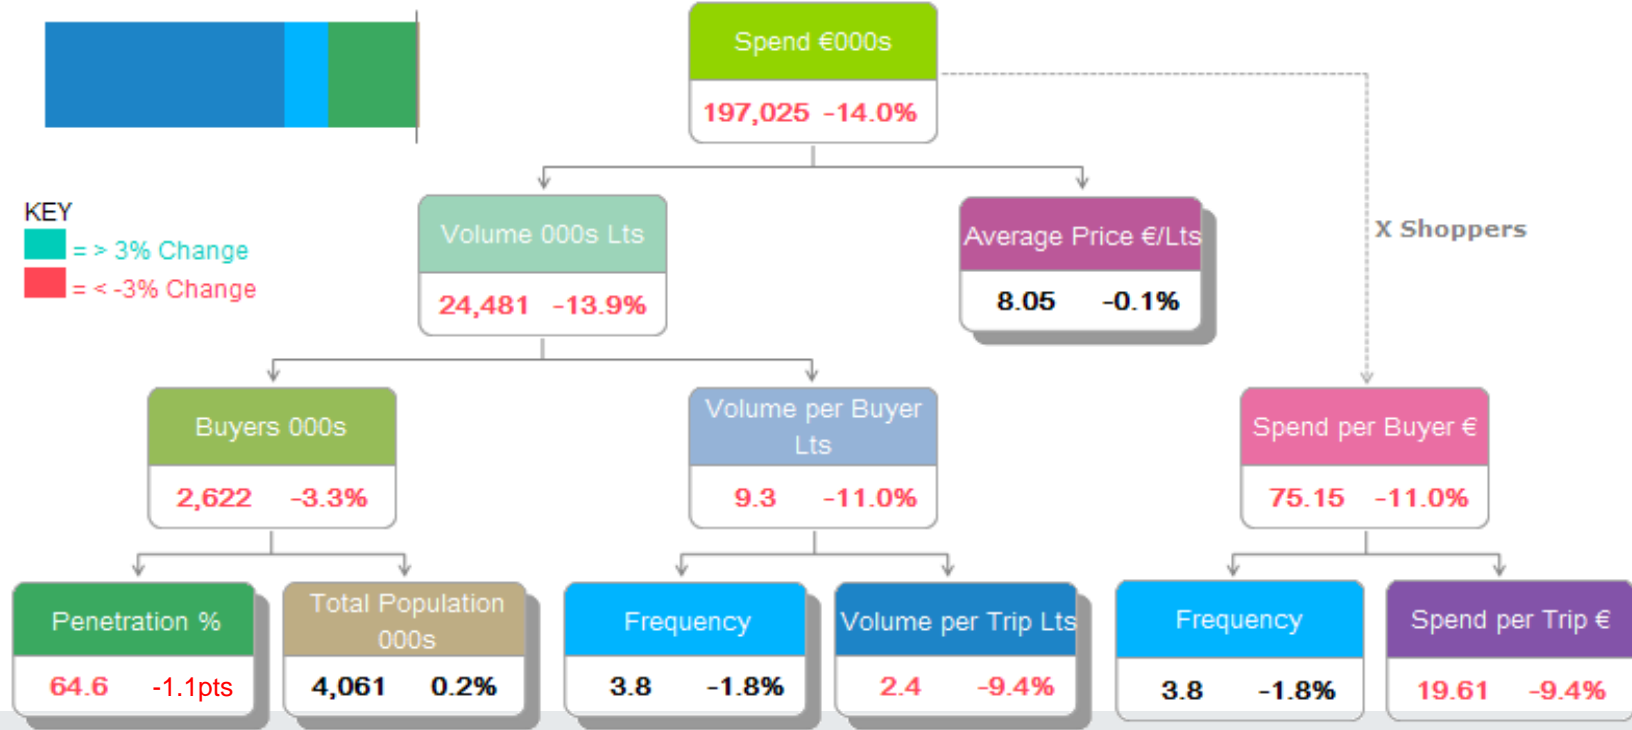 Spend €000s
197,025 -14.0%
KEY
= > 3% Change
= < -3% Change
Volume 000s Lts
24,481 -13.9%
Average Price €/Lts
8.05 -0.1%
X Shoppers
Buyers 000s
2,622 -3.3%
Volume per Buyer
Lts
9.3 -11.0%
Spend per Buyer €
75.15 -11.0%
Penetration %
64.6 -1.1pts
Total Population
000s
4,061 0.2%
Frequency
3.8 -1.8%
Volume per Trip Lts
2.4 -9.4%
Frequency
3.8 -1.8%
Spend per Trip €
19.61 -9.4%